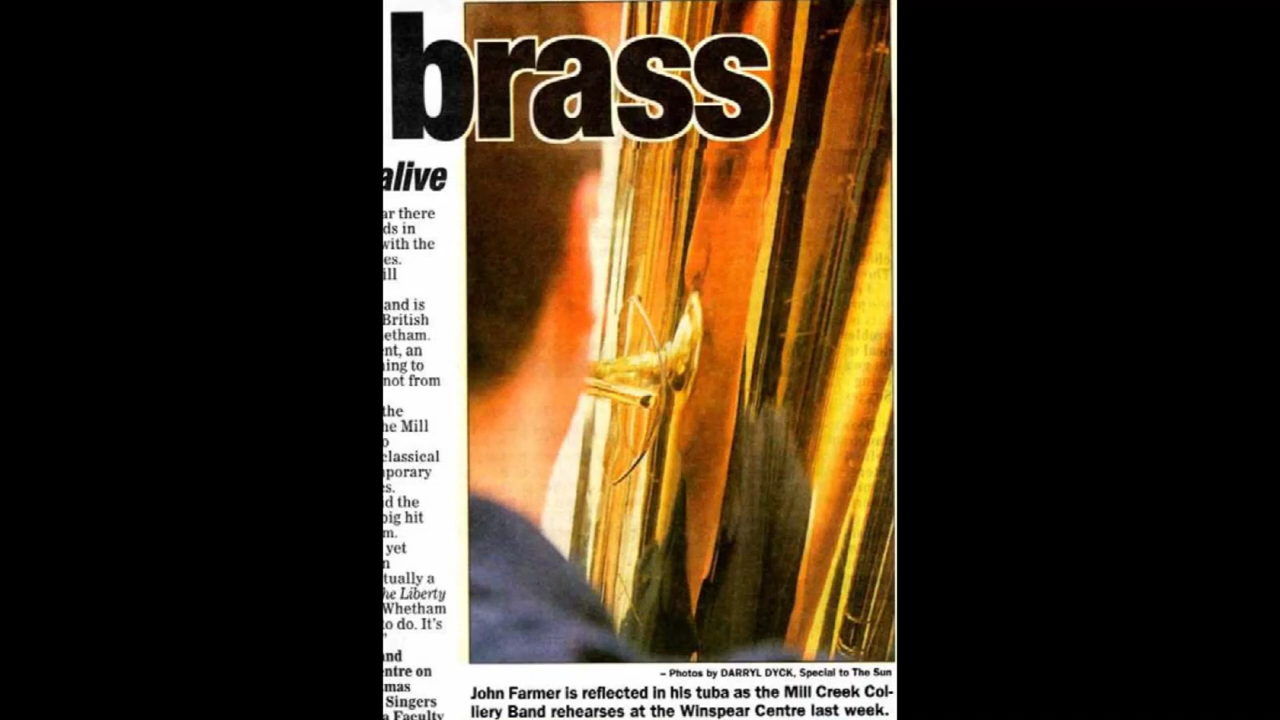 brass
alive
ar there
ds in
with the
es.
ill
and is
British
etham.
nt, an
ing to
not from
the
he Mill
o
classical
porary
s.
d the
big hit
m.
yet
n
tually a
he Liberty
Whetham
o do. It's
"
nd
ntre on
mas
Singers
a Faculty
– Photos by DARRYL DYCK, Special to The Sun
John Farmer is reflected in his tuba as the Mill Creek Col-
liery Band rehearses at the Winspear Centre last week.